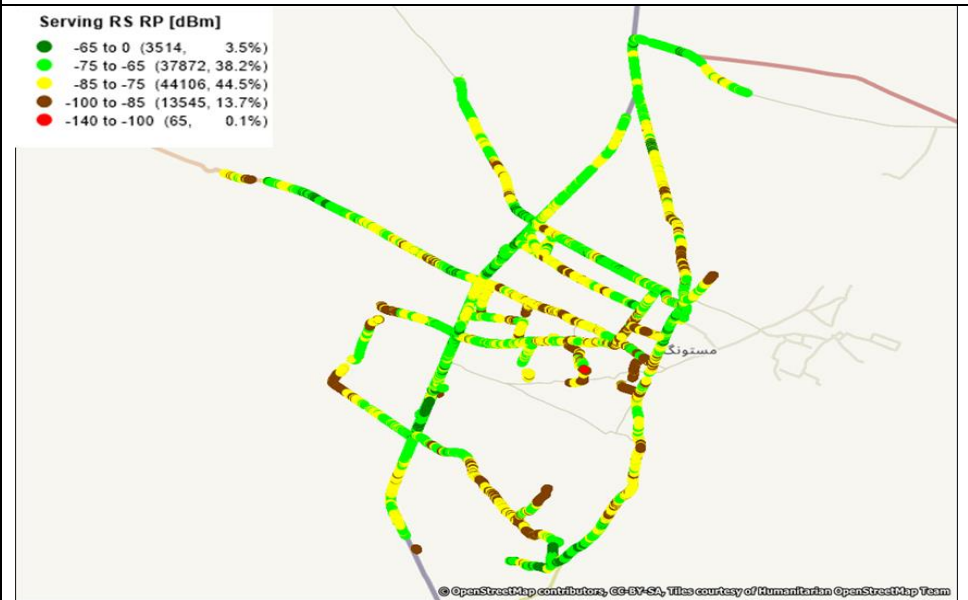 Serving RS RP [dBm]
-65 to 0 (3514, 3.5%)
-75 to -65 (37872, 38.2%)
-85 to -75 (44106, 44.5%)
-100 to -85 (13545, 13.7%)
-140 to -100 (65, 0.1%)
مستونگ
© OpenStreetMap contributors, CC-BY-SA, Tiles courtesy of Humanitarian OpenStreetMap Team